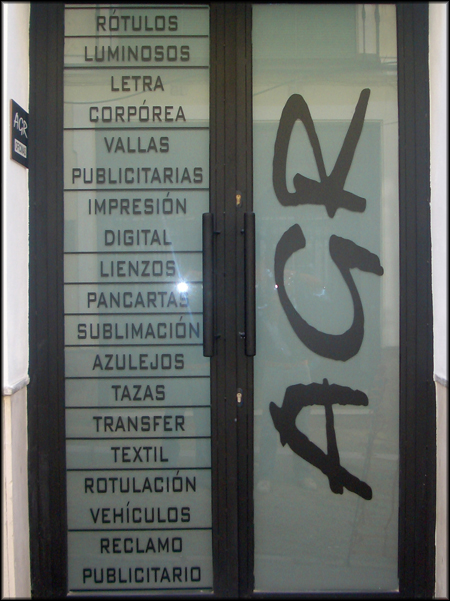 RÓTULOS
LUMINOSOS
LETRA
CORPÓREA
VALLAS
PUBLICITARIAS
IMPRESIÓN
DIGITAL
LIENZOS
PANCARTAS
SUBLIMACIÓN
AZULEJOS
TAZAS
TRANSFER
TEXTIL
ROTULACIÓN
VEHÍCULOS
RECLAMO
PUBLICITARIO
AGR
AGR